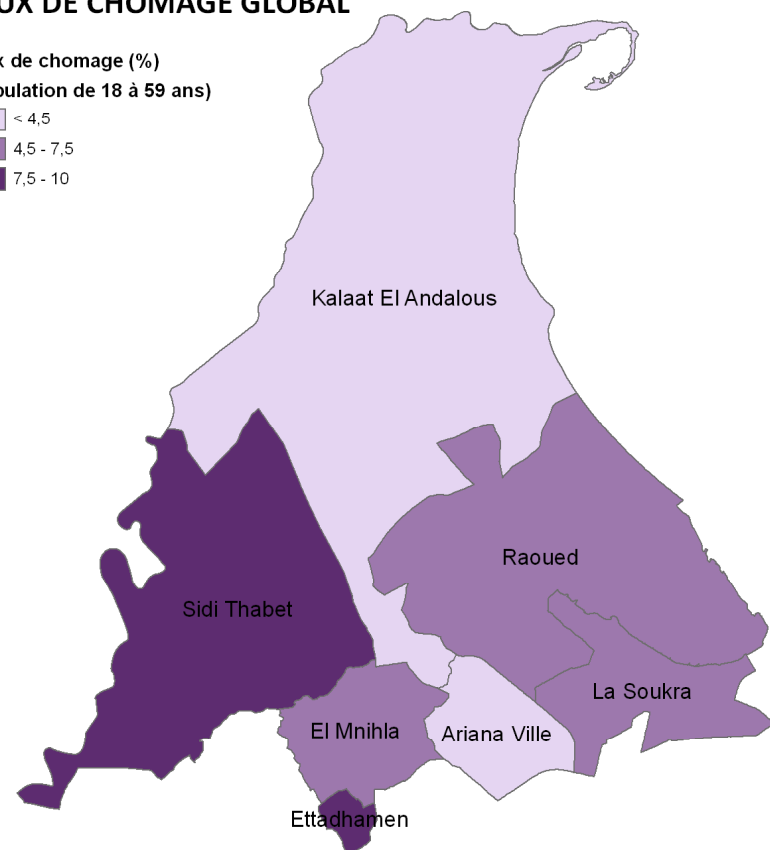 UX DE CHOMAGE GLOBAL
x de chomage (%)
pulation de 18 à 59 ans)
< 4,5
4,5 - 7,5
7,5 - 10
Kalaat El Andalous
Raoued
Sidi Thabet
La Soukra
El Mnihla
Ariana Ville
Ettadhamen